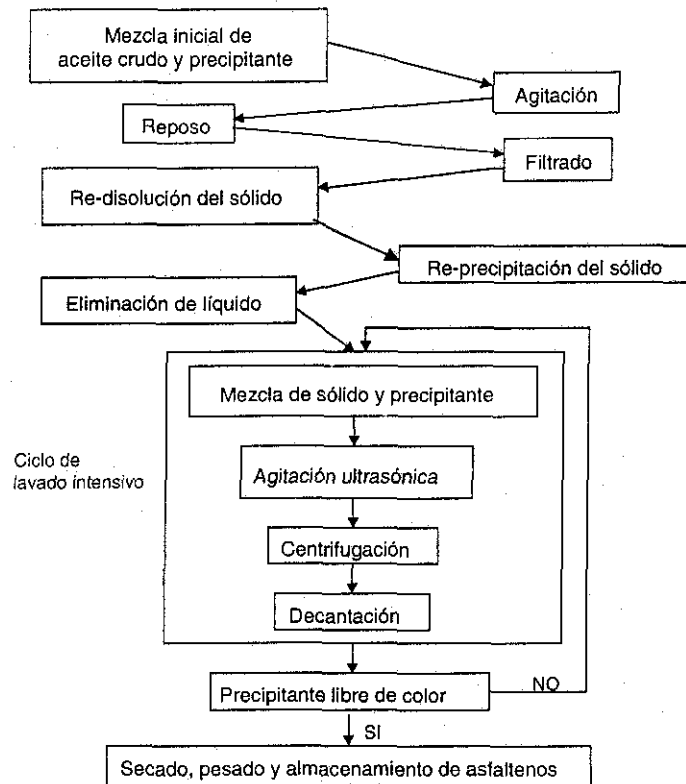 Mezcla inicial de
aceite crudo y precipitante
Agitación
Reposo
Filtrado
Re-disolución del sólido
Re-precipitación del sólido
Eliminación de líquido
Mezcla de sólido y precipitante
Ciclo de
lavado intensivo
Agitación ultrasónica
Centrifugación
Decantación
Precipitante libre de color
NO
SI
Secado, pesado y almacenamiento de asfaltenos